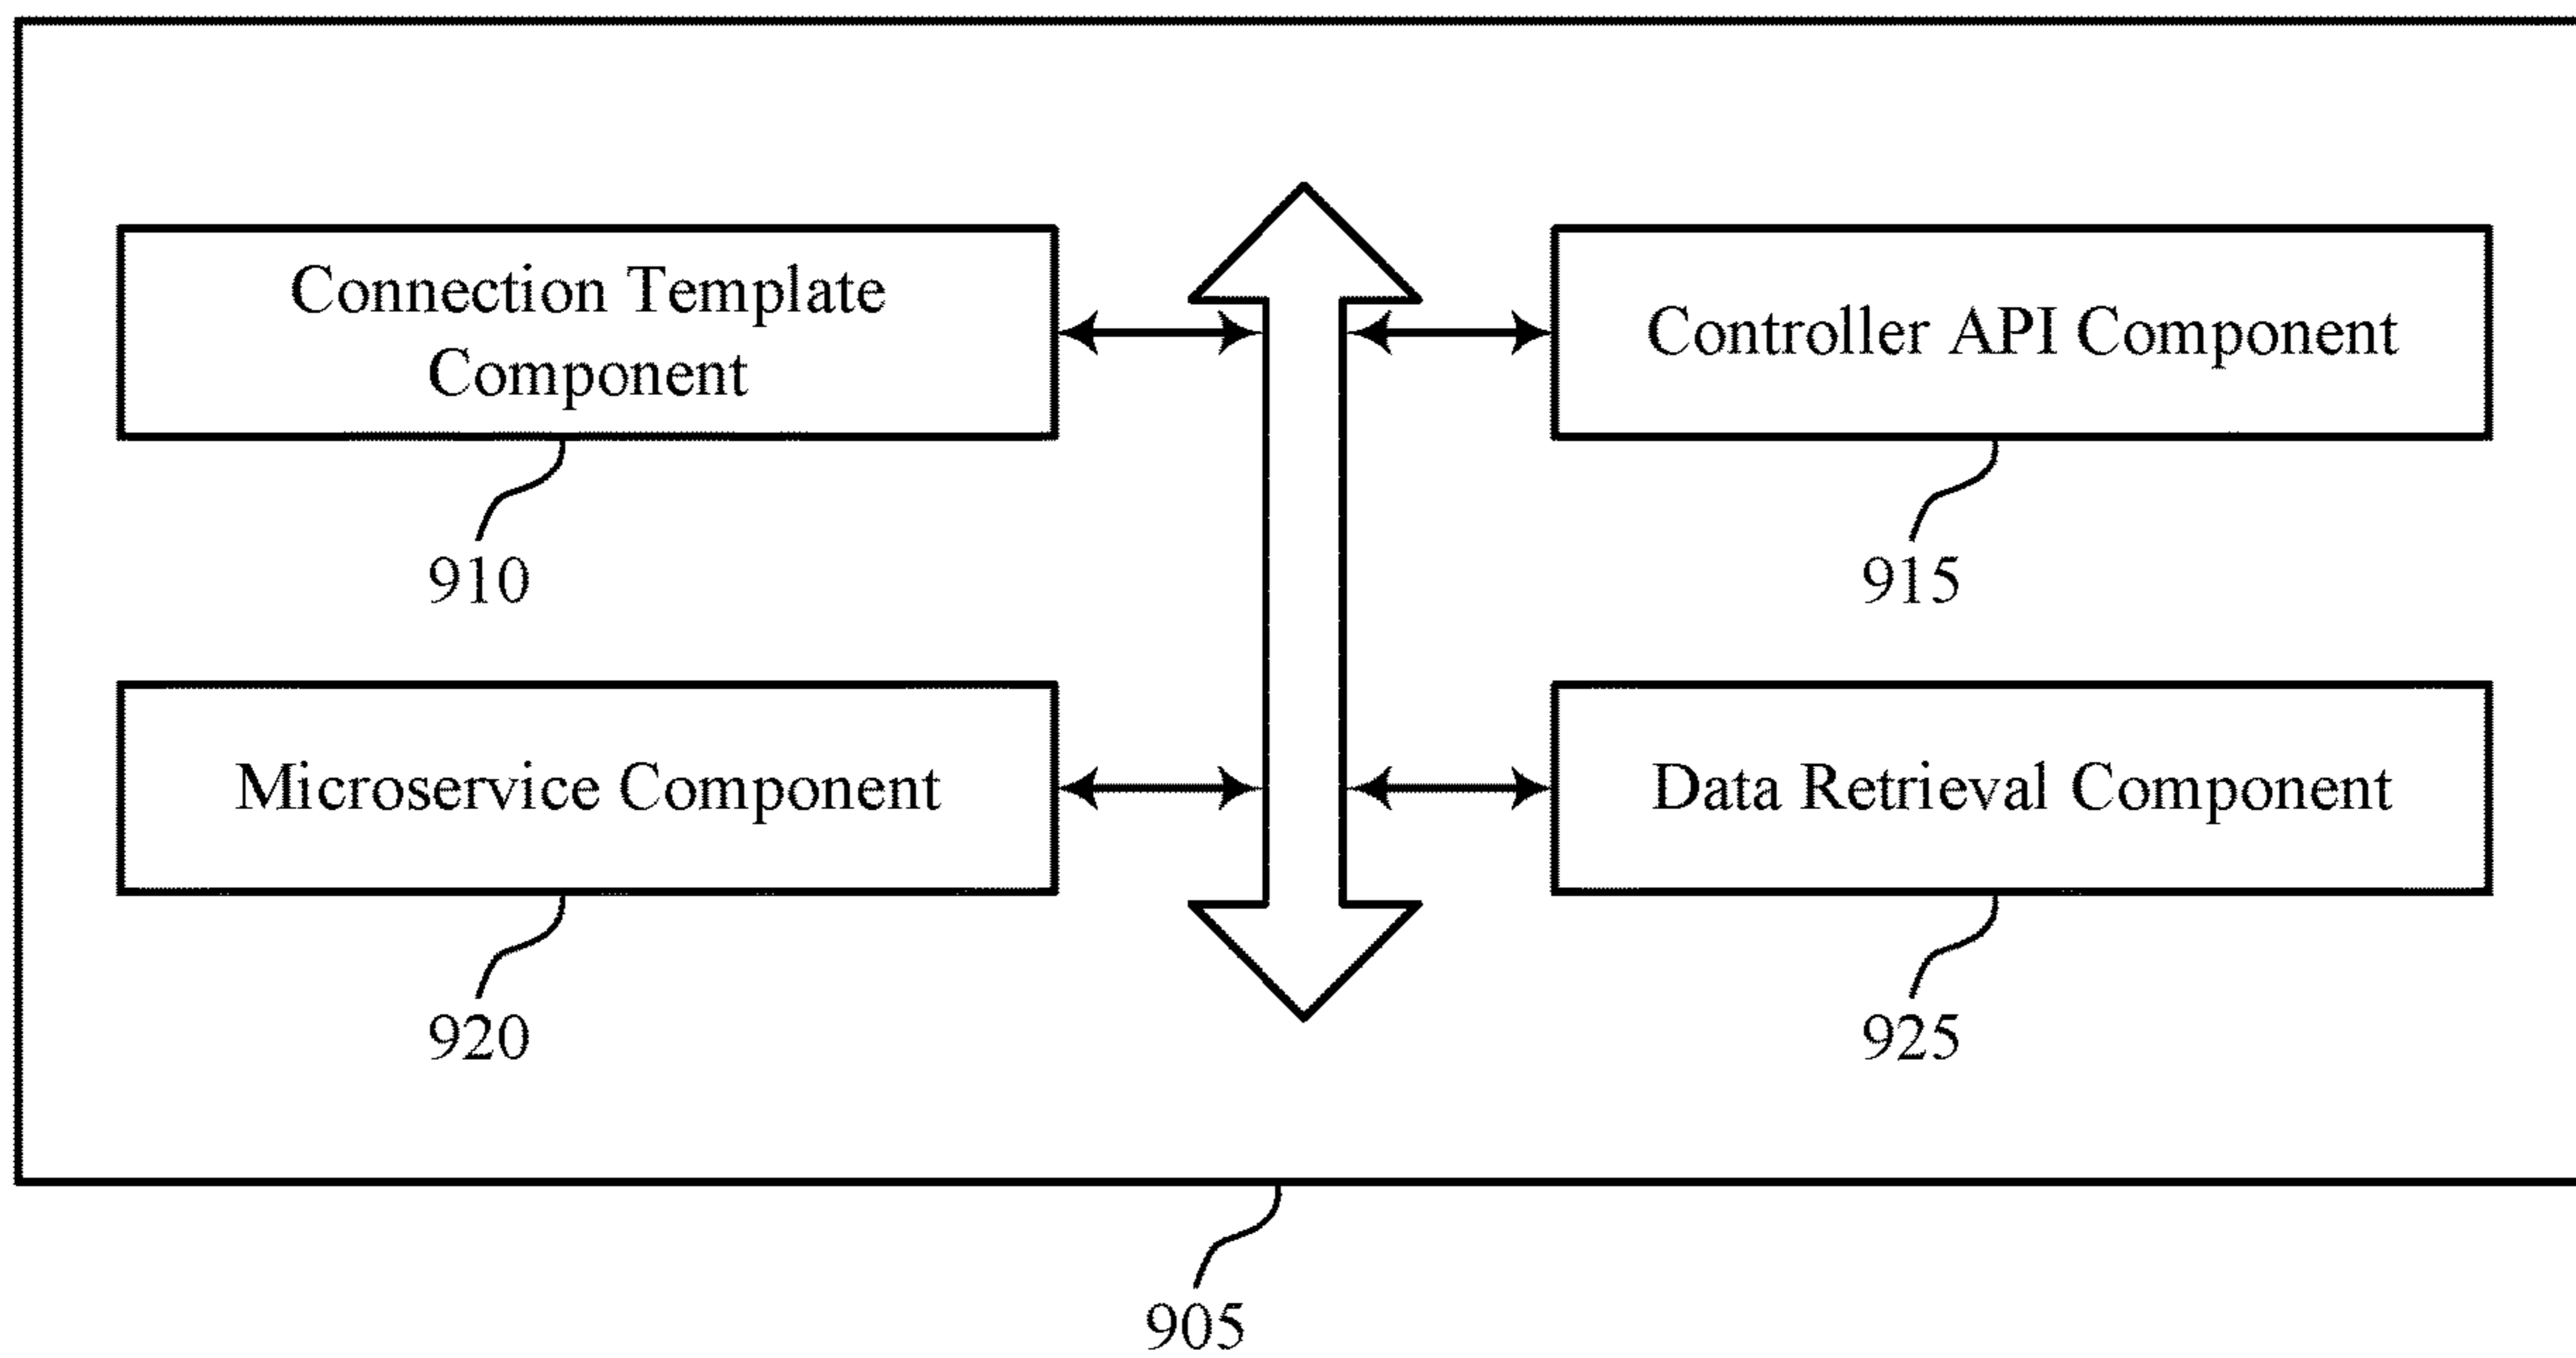 Connection Template
Component
910
Controller API Component
915
Microservice Component
920
Data Retrieval Component
925
905